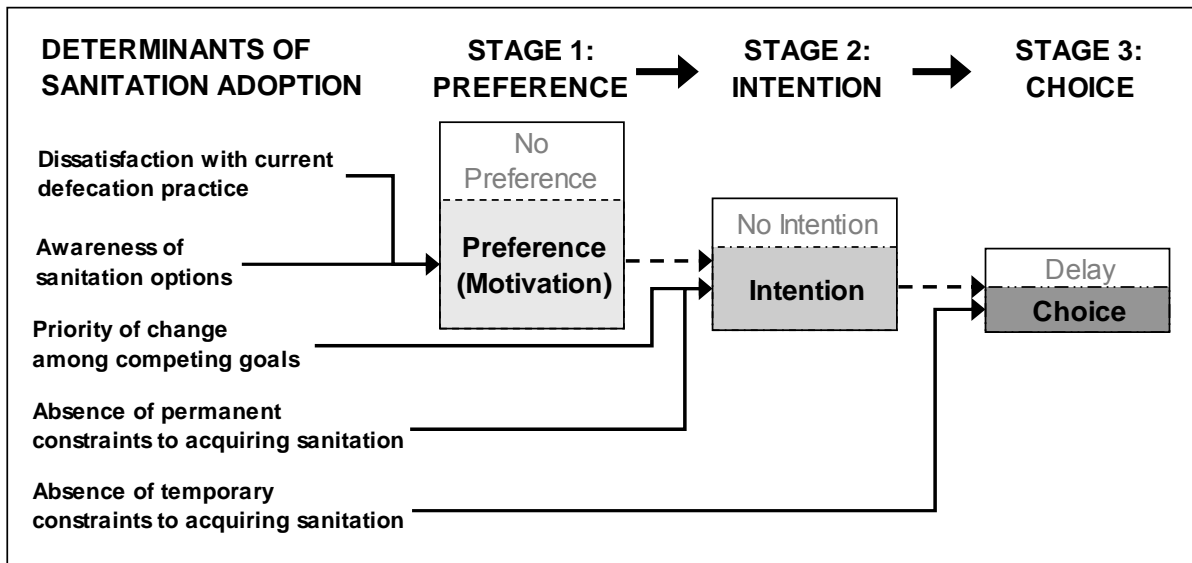 DETERMINANTS OF
SANITATION ADOPTION
STAGE 1:
PREFERENCE
STAGE 2:
INTENTION
STAGE 3:
CHOICE
Dissatisfaction with current
defecation practice
Awareness of
sanitation options
Priority of change
among competing goals
Absence of permanent
constraints to acquiring sanitation
Absence of temporary
constraints to acquiring sanitation
No
Preference
Preference
(Motivation)
No Intention
Intention
Delay
Choice